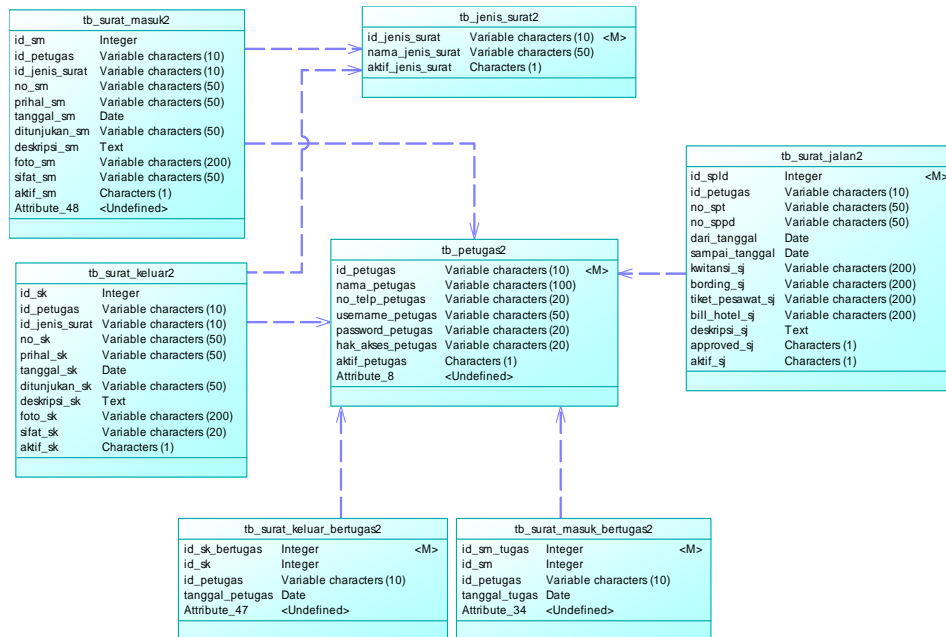 tb_surat_masuk2
id_sm Integer
id_petugas Variable characters (10)
id_jenis_surat Variable characters (10)
no_sm Variable characters (50)
prihal_sm Variable characters (50)
tanggal_sm Date
ditunjukan_sm Variable characters (50)
deskripsi_sm Text
foto_sm Variable characters (200)
sifat_sm Variable characters (50)
aktif_sm Characters (1)
Attribute_48 <Undefined>
tb_jenis_surat2
id_jenis_surat Variable characters (10) <M>
nama_jenis_surat Variable characters (50)
aktif_jenis_surat Characters (1)
tb_surat_jalan2
id_spld Integer <M>
id_petugas Variable characters (10)
no_spt Variable characters (50)
no_sppd Variable characters (50)
dari_tanggal Date
sampai_tanggal Date
kwitansi_sj Variable characters (200)
bording_sj Variable characters (200)
tiket_pesawat_sj Variable characters (200)
bill_hotel_sj Variable characters (200)
deskripsi_sj Text
approved_sj Characters (1)
aktif_sj Characters (1)
tb_petugas2
id_petugas Variable characters (10) <M>
nama_petugas Variable characters (100)
no_telp_petugas Variable characters (20)
username_petugas Variable characters (50)
password_petugas Variable characters (20)
hak_akses_petugas Variable characters (20)
aktif_petugas Characters (1)
Attribute_8 <Undefined>
tb_surat_keluar2
id_sk Integer
id_petugas Variable characters (10)
id_jenis_surat Variable characters (10)
no_sk Variable characters (50)
prihal_sk Variable characters (50)
tanggal_sk Date
ditunjukan_sk Variable characters (50)
deskripsi_sk Text
foto_sk Variable characters (200)
sifat_sk Variable characters (20)
aktif_sk Characters (1)
tb_surat_keluar_bertugas2
id_sk_bertugas Integer <M>
id_sk Integer
id_petugas Variable characters (10)
tanggal_petugas Date
Attribute_47 <Undefined>
tb_surat_masuk_bertugas2
id_sm_tugas Integer <M>
id_sm Integer
id_petugas Variable characters (10)
tanggal_tugas Date
Attribute_34 <Undefined>